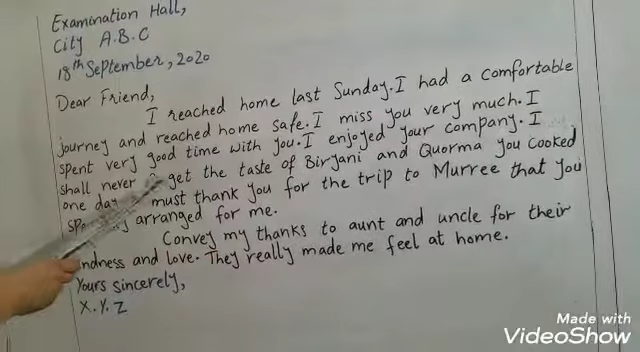 Examination Hall,
City A.B.C
18th September, 2020
Dear Friend,
I reached home last Sunday. I had a comfortable
journey and reached home safe. I miss you very much. I
spent very good time with you. I enjoyed your company. I
shall never get the taste of Biryani and Quorma you cooked
one day must thank you for the trip to Murree that you
arranged for me.
Convey my thanks to aunt and uncle for their
and love. They really made me feel at home.
Yours sincerely,
X.Y.Z
Made with
VideoShow